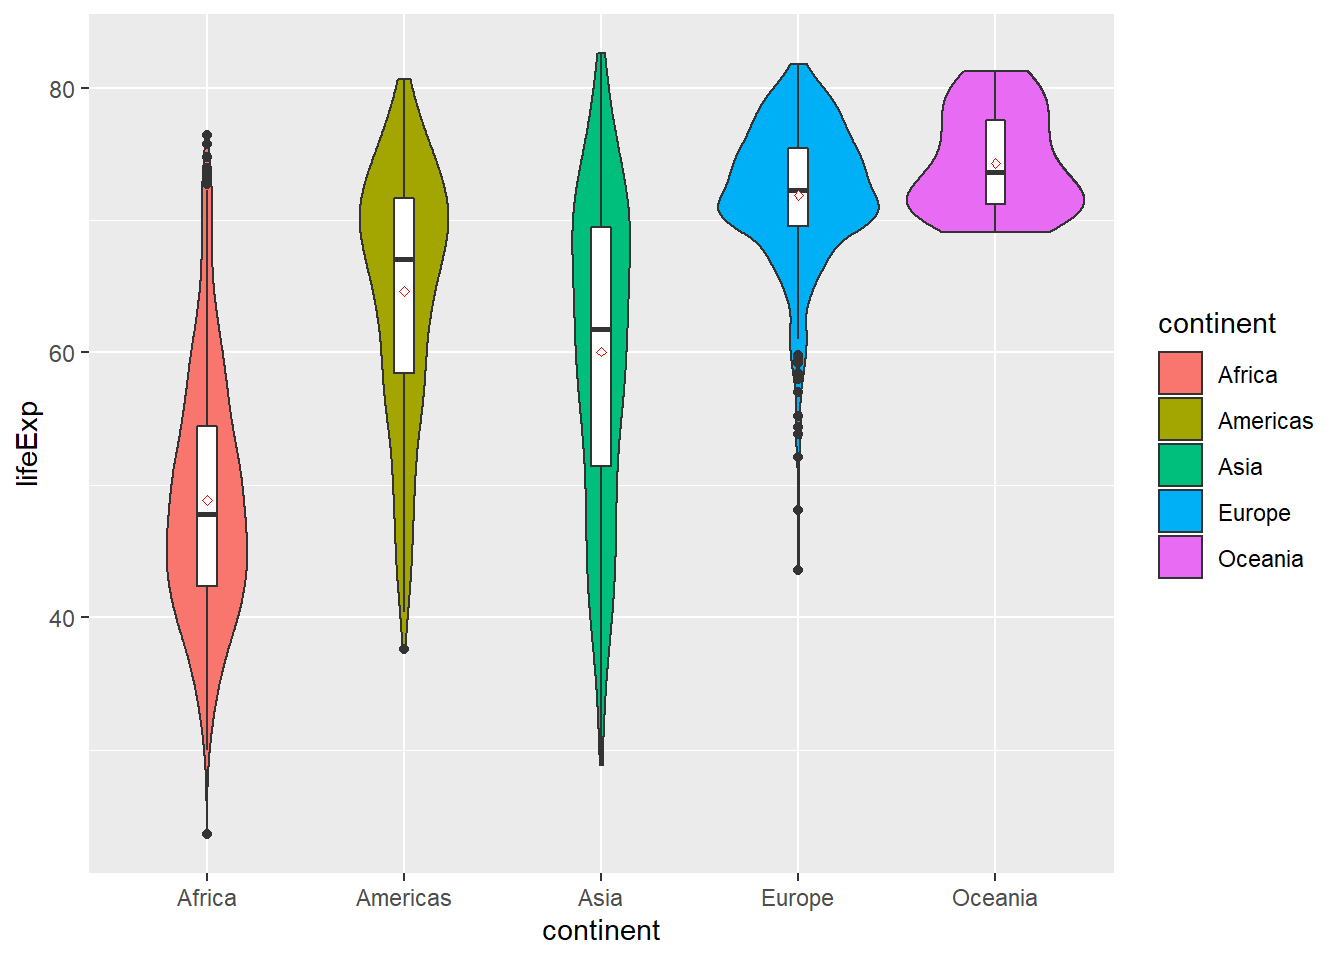 80
60
40
lifeExp
Africa
Americas
Asia
Europe
Oceania
continent
continent
Africa
Americas
Asia
Europe
Oceania